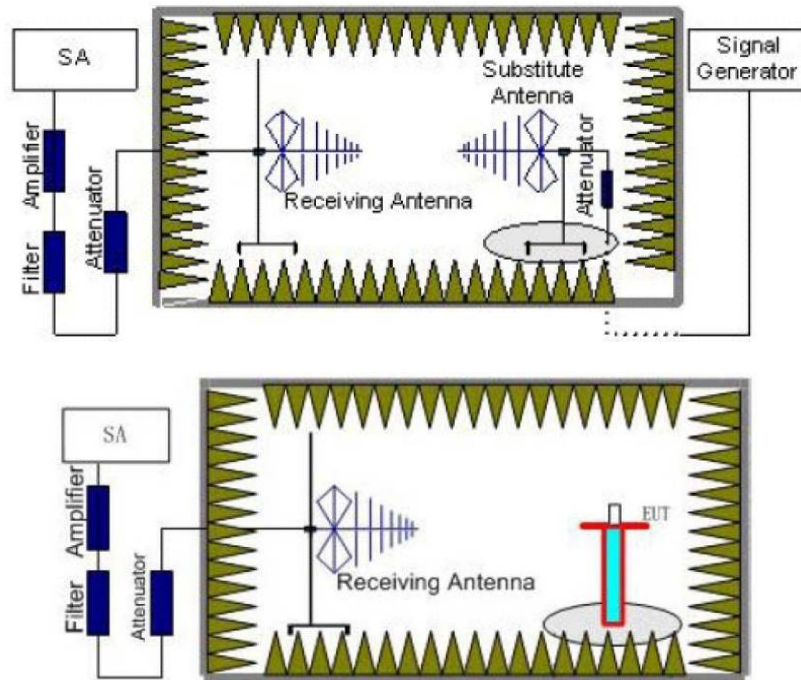 SA
Signal
Generator
Substitute
Antenna
Amplifier
Attenuator
Attenuator
Receiving Antenna
Filter
SA
EUT
Amplifier
Receiving Antenna
Filter
Attenuator